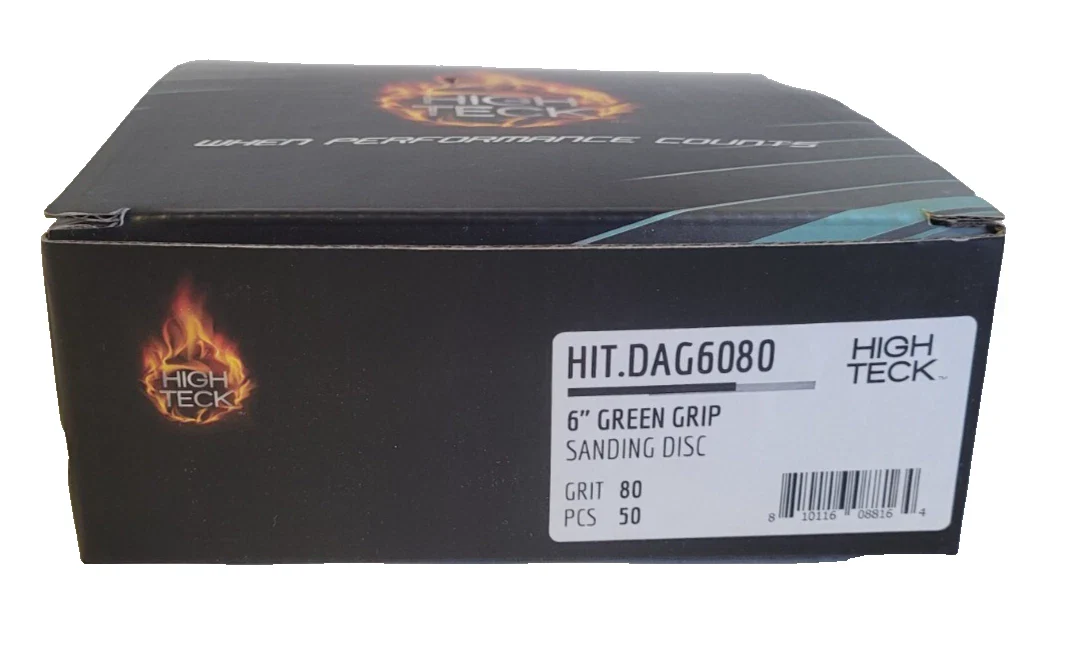 HIGH
TECK
WHEN PERFORMANCE COUNTS
HIGH
TECK
HIT.DAG6080
HIGH
TECK™
6” GREEN GRIP
SANDING DISC
GRIT 80
PCS 50
8 10116 08816 4